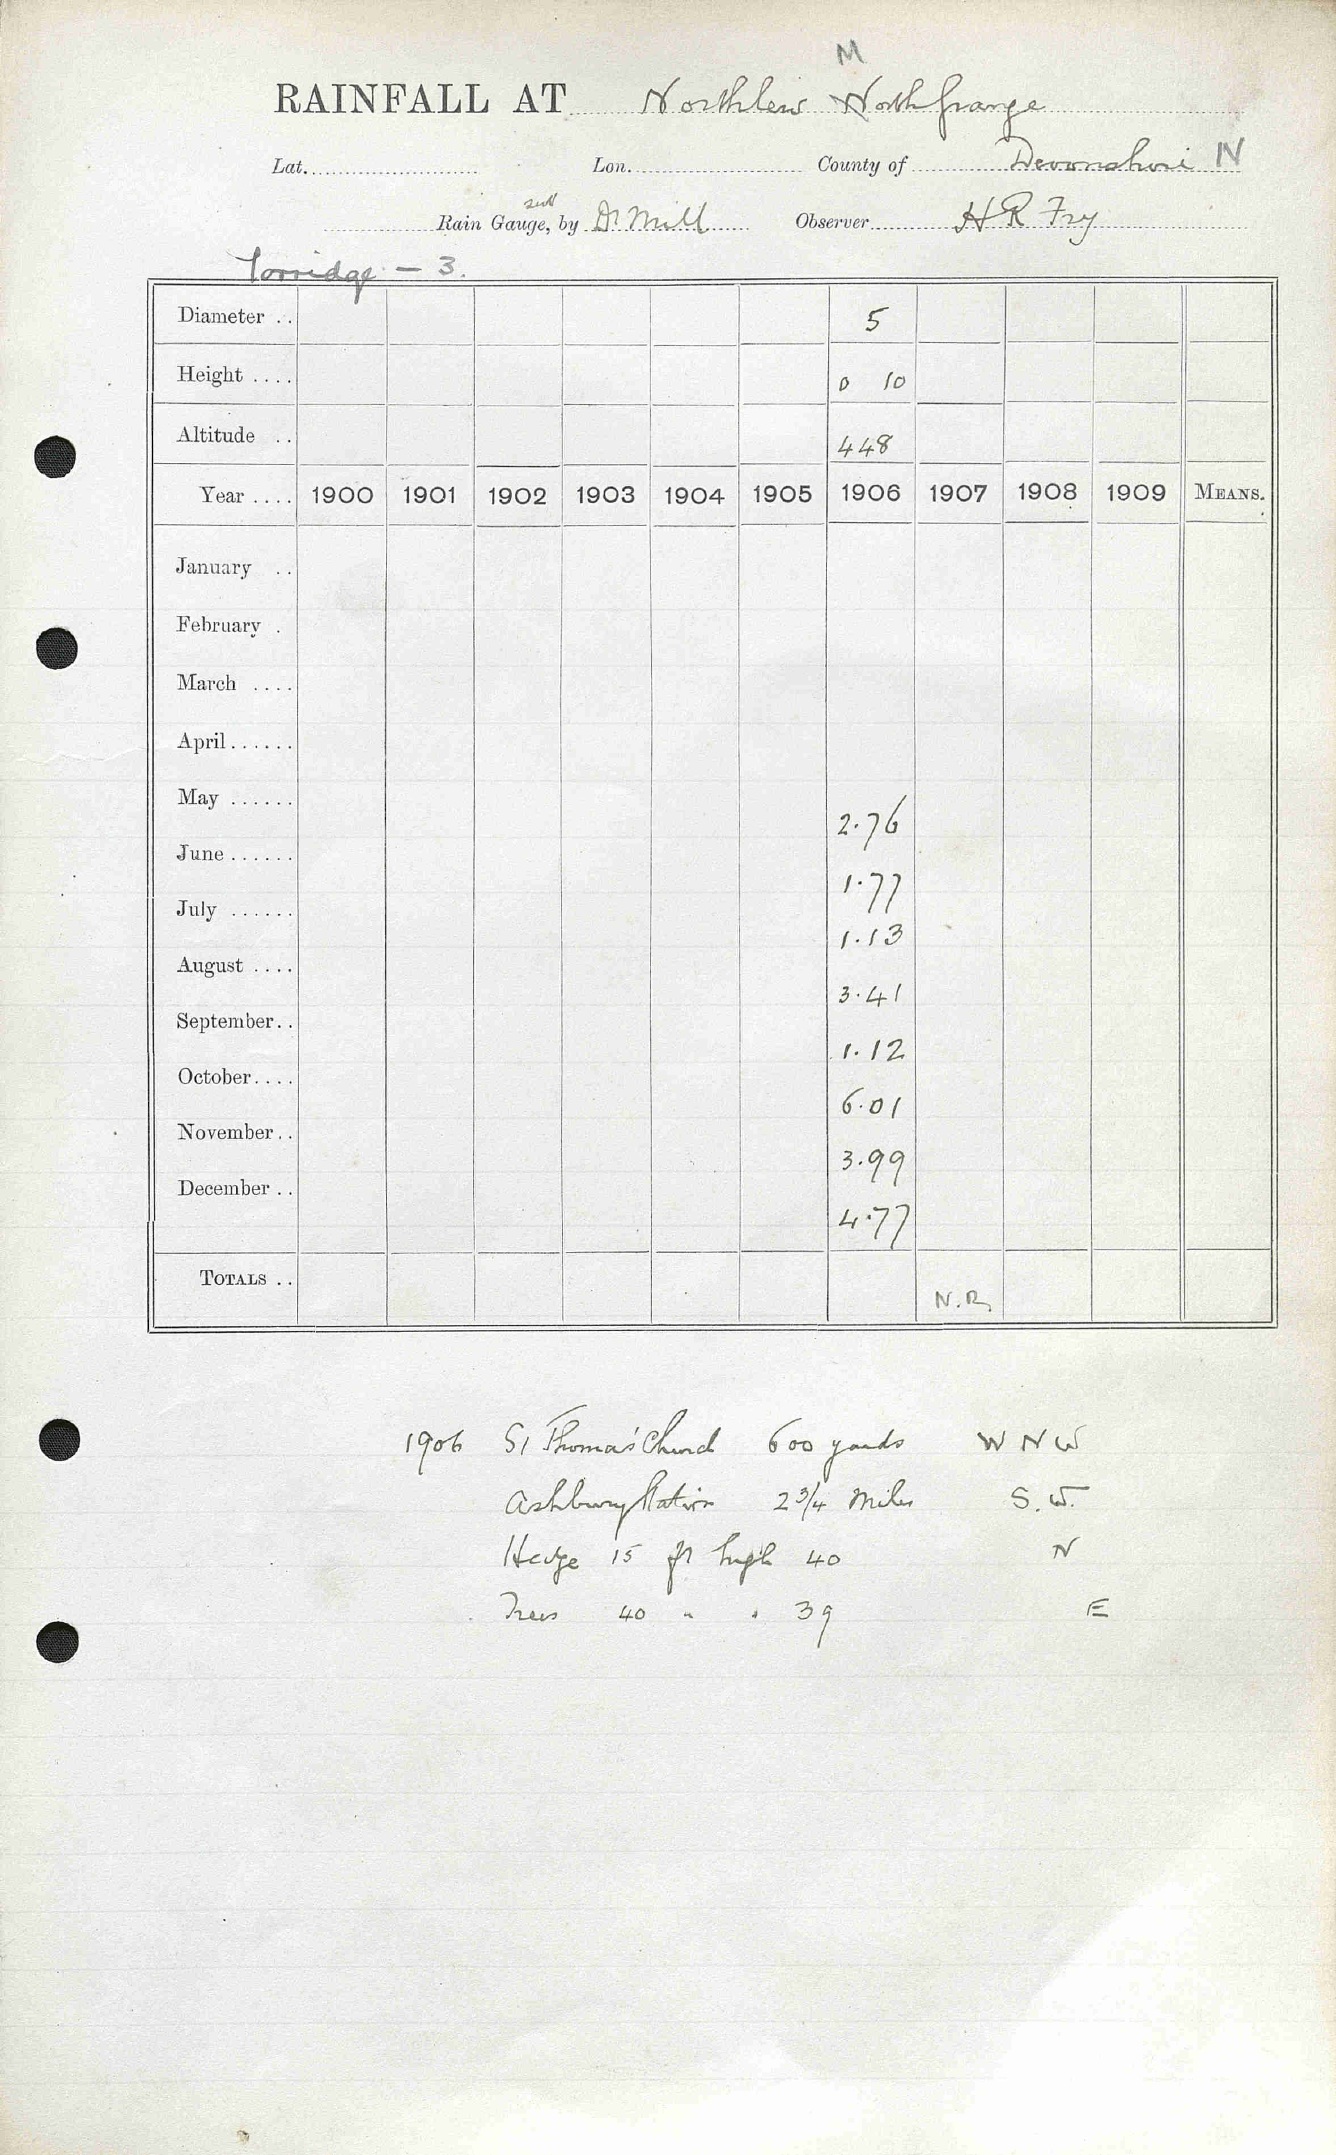 M
RAINFALL AT Northlew North Grange
Lat. Lon. County of Devonshire N
Rain Gauge, by Dr Mill Observer H R Fry
Torridge - 3.
Diameter .. 5
Height .... 0 10
Altitude .. 448
Year .... 1900 1901 1902 1903 1904 1905 1906 1907 1908 1909 MEANS.
January ..
February .
March ....
April ......
May ...... 2.76
June ...... 1.77
July ...... 1.13
August .... 3.41
September .. 1.12
October .... 6.01
November .. 3.99
December .. 4.77
TOTALS .. N.R.
1906 St Thomas' Church 600 yards W N W
Ashbury Station 2 3/4 Miles S.W.
Hedge 15 ft high 40 N
Trees 40 " " 39 E